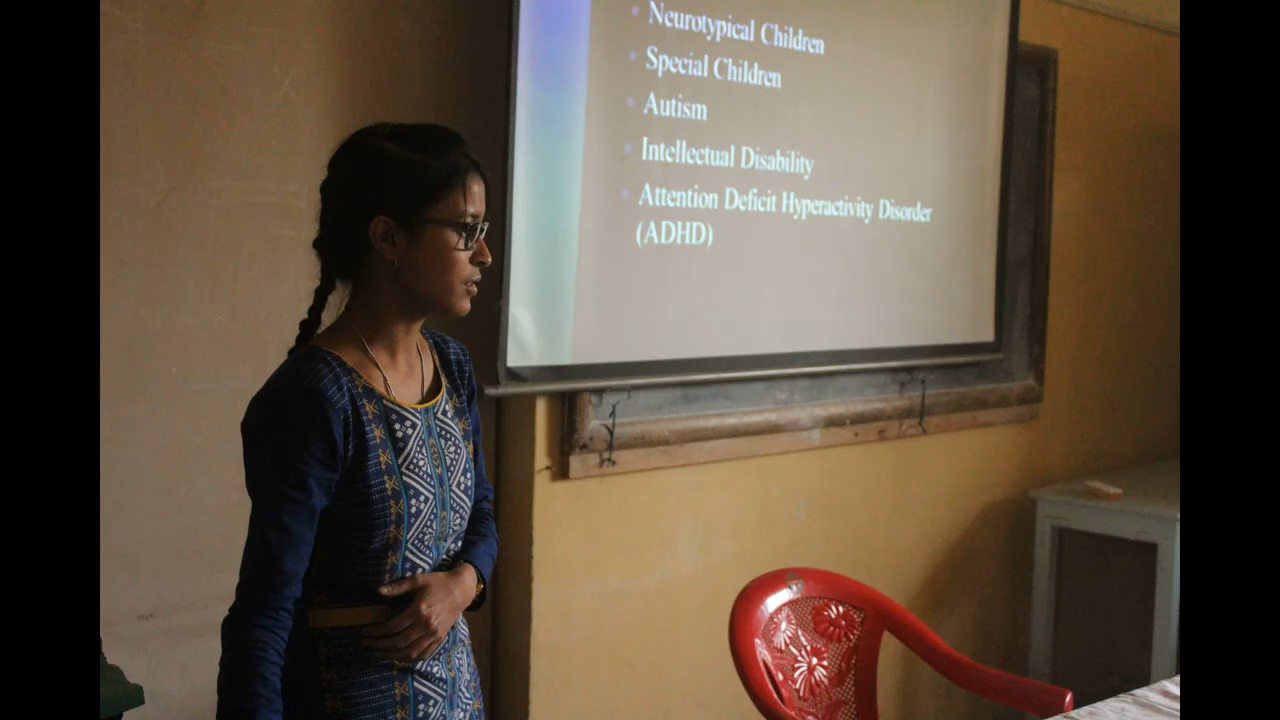 Neurotypical Children
Special Children
Autism
Intellectual Disability
Attention Deficit Hyperactivity Disorder
(ADHD)